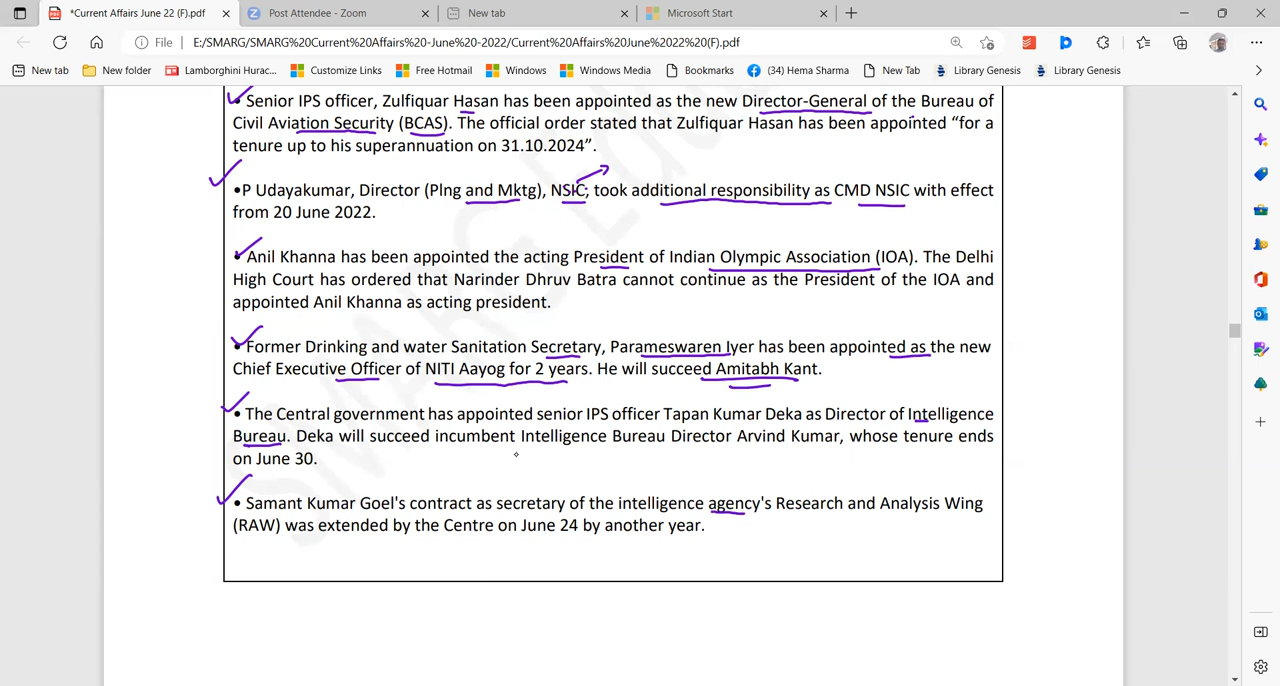 *Current Affairs June 22 (F).pdf
Post Attendee - Zoom
New tab
Microsoft Start
File
E:/SMARG/SMARG%20Current%20Affairs%20-June%20-2022/Current%20Affairs%20June%2022%20(F).pdf
New tab
New folder
Lamborghini Hurac...
Customize Links
Free Hotmail
Windows
Windows Media
Bookmarks
(34) Hema Sharma
New Tab
Library Genesis
Library Genesis
• Senior IPS officer, Zulfiquar Hasan has been appointed as the new Director-General of the Bureau of
Civil Aviation Security (BCAS). The official order stated that Zulfiquar Hasan has been appointed “for a
tenure up to his superannuation on 31.10.2024”.
•P Udayakumar, Director (Plng and Mktg), NSIC, took additional responsibility as CMD NSIC with effect
from 20 June 2022.
• Anil Khanna has been appointed the acting President of Indian Olympic Association (IOA). The Delhi
High Court has ordered that Narinder Dhruv Batra cannot continue as the President of the IOA and
appointed Anil Khanna as acting president.
• Former Drinking and water Sanitation Secretary, Parameswaren Iyer has been appointed as the new
Chief Executive Officer of NITI Aayog for 2 years. He will succeed Amitabh Kant.
• The Central government has appointed senior IPS officer Tapan Kumar Deka as Director of Intelligence
Bureau. Deka will succeed incumbent Intelligence Bureau Director Arvind Kumar, whose tenure ends
on June 30.
• Samant Kumar Goel's contract as secretary of the intelligence agency's Research and Analysis Wing
(RAW) was extended by the Centre on June 24 by another year.